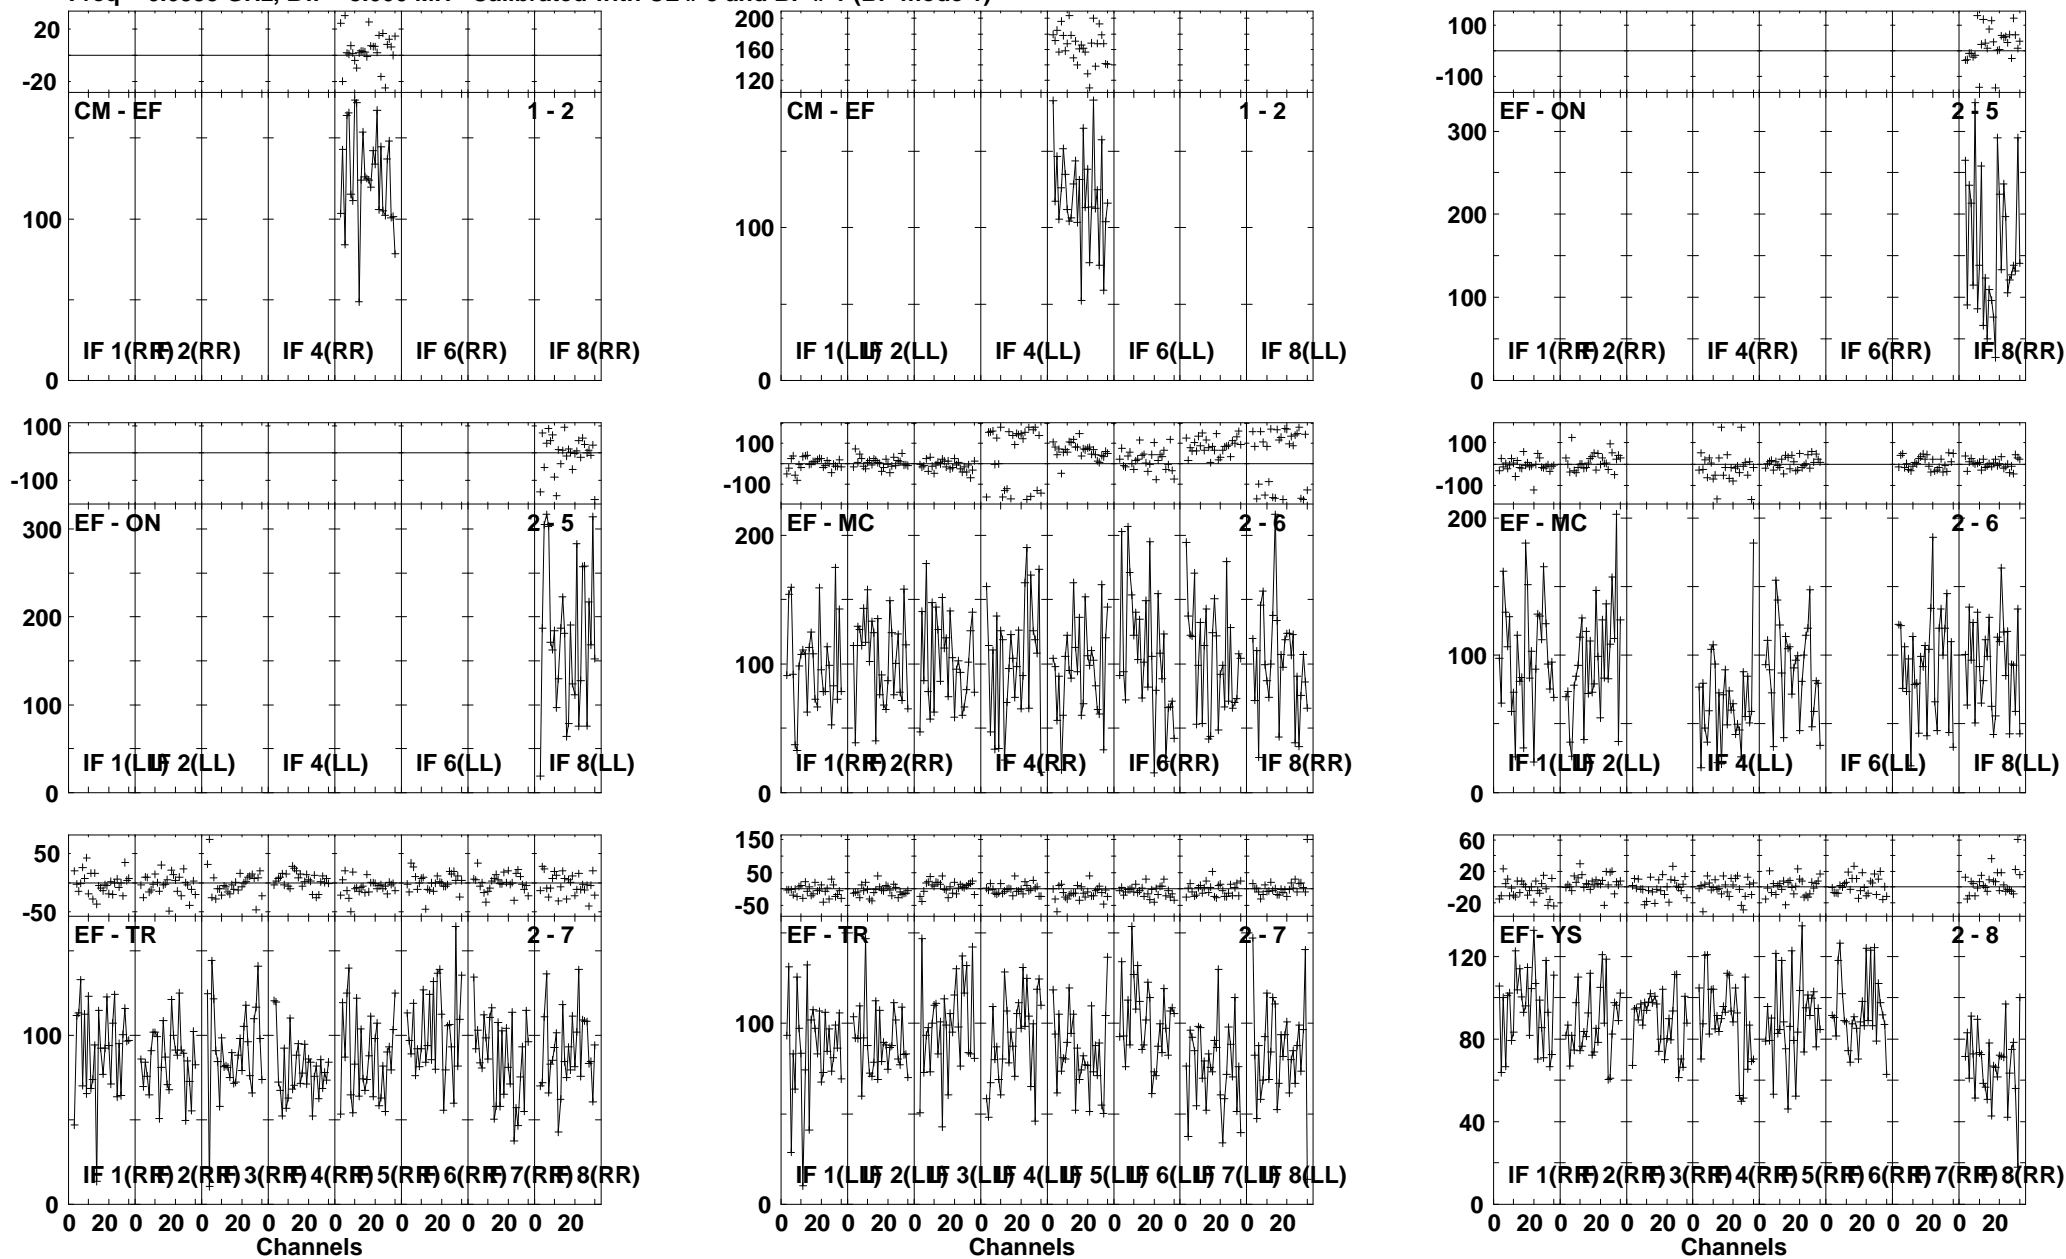 20
0
-20
CM - EF
1 - 2
100
0
IF 1(RR)
IF 2(RR)
IF 4(RR)
IF 6(RR)
IF 8(RR)
200
160
120
CM - EF
1 - 2
100
0
IF 1(LL)
IF 2(LL)
IF 4(LL)
IF 6(LL)
IF 8(LL)
100
0
-100
EF - ON
2 - 5
300
200
100
0
IF 1(RR)
IF 2(RR)
IF 4(RR)
IF 6(RR)
IF 8(RR)
100
0
-100
EF - ON
2 - 5
300
200
100
0
IF 1(LL)
IF 2(LL)
IF 4(LL)
IF 6(LL)
IF 8(LL)
100
0
-100
EF - MC
2 - 6
200
100
0
IF 1(RR)
IF 2(RR)
IF 4(RR)
IF 6(RR)
IF 8(RR)
100
0
-100
EF - MC
2 - 6
200
100
0
IF 1(LL)
IF 2(LL)
IF 4(LL)
IF 6(LL)
IF 8(LL)
50
0
-50
EF - TR
2 - 7
100
0
IF 1(RR)
IF 2(RR)
IF 3(RR)
IF 4(RR)
IF 5(RR)
IF 6(RR)
IF 7(RR)
IF 8(RR)
0 20 0 20 0 20 0 20 0 20 0 20 0 20 0 20
Channels
150
50
0
-50
EF - TR
2 - 7
100
0
IF 1(LL)
IF 2(LL)
IF 3(LL)
IF 4(LL)
IF 5(LL)
IF 6(LL)
IF 7(LL)
IF 8(LL)
0 20 0 20 0 20 0 20 0 20 0 20 0 20 0 20
Channels
60
20
0
-20
EF - YS
2 - 8
120
80
40
0
IF 1(RR)
IF 2(RR)
IF 3(RR)
IF 4(RR)
IF 5(RR)
IF 6(RR)
IF 7(RR)
IF 8(RR)
0 20 0 20 0 20 0 20 0 20 0 20 0 20 0 20
Channels